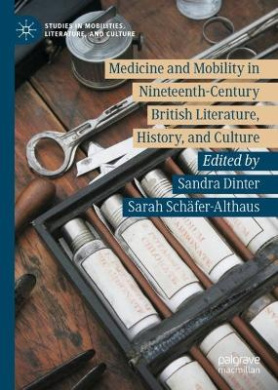 STUDIES IN MOBILITIES,
LITERATURE, AND CULTURE
Medicine and Mobility in
Nineteenth-Century
British Literature,
History, and Culture
Edited by
Sandra Dinter
Sarah Schäfer-Althaus
palgrave
macmillan